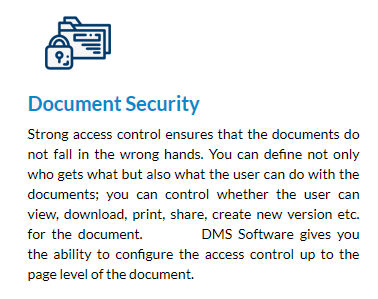 Document Security
Strong access control ensures that the documents do
not fall in the wrong hands. You can define not only
who gets what but also what the user can do with the
documents; you can control whether the user can
view, download, print, share, create new version etc.
for the document. DMS Software gives you
the ability to configure the access control up to the
page level of the document.